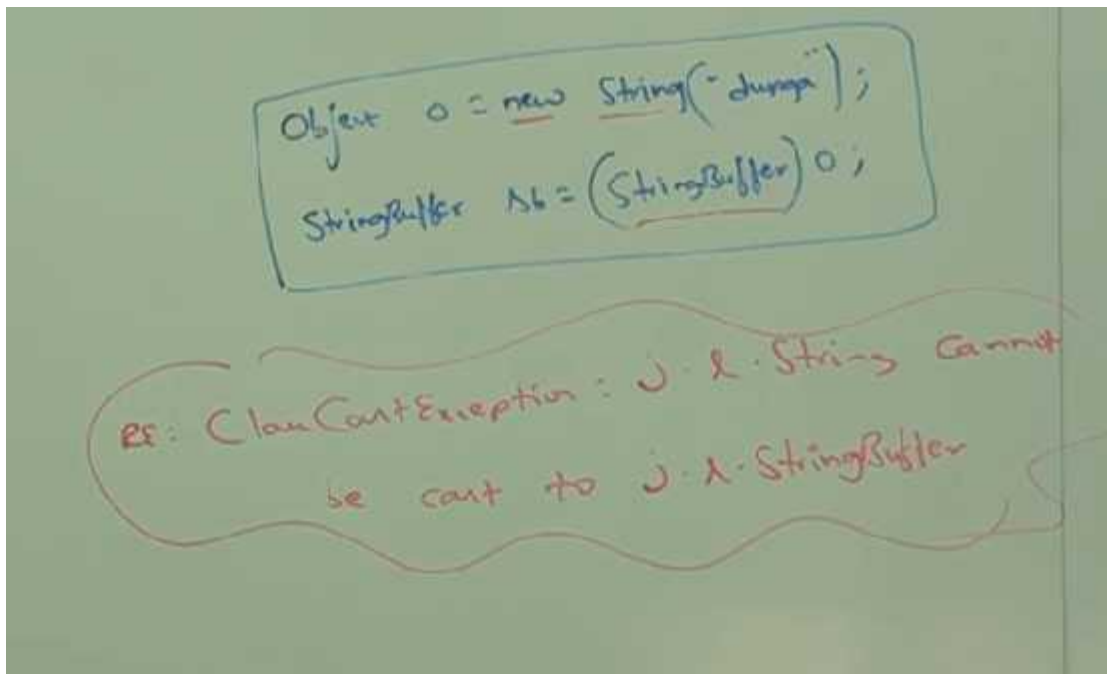 Object o = new String("durga");
StringBuffer sb = (StringBuffer) o;
RE: ClassCastException: j.l.String cannot
be cast to j.l.StringBuffer